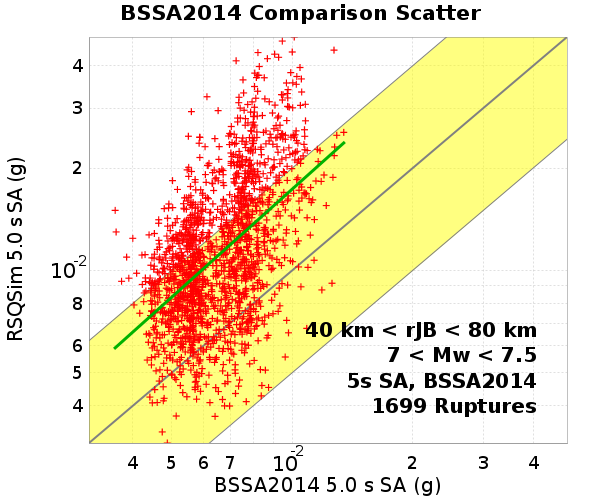 BSSA2014 Comparison Scatter
RSQSim 5.0 s SA (g)
4
3
2
10-2
8
6
5
4
40 km < rJB < 80 km
7 < Mw < 7.5
5s SA, BSSA2014
1699 Ruptures
4 5 6 7 10-2 2 3 4
BSSA2014 5.0 s SA (g)